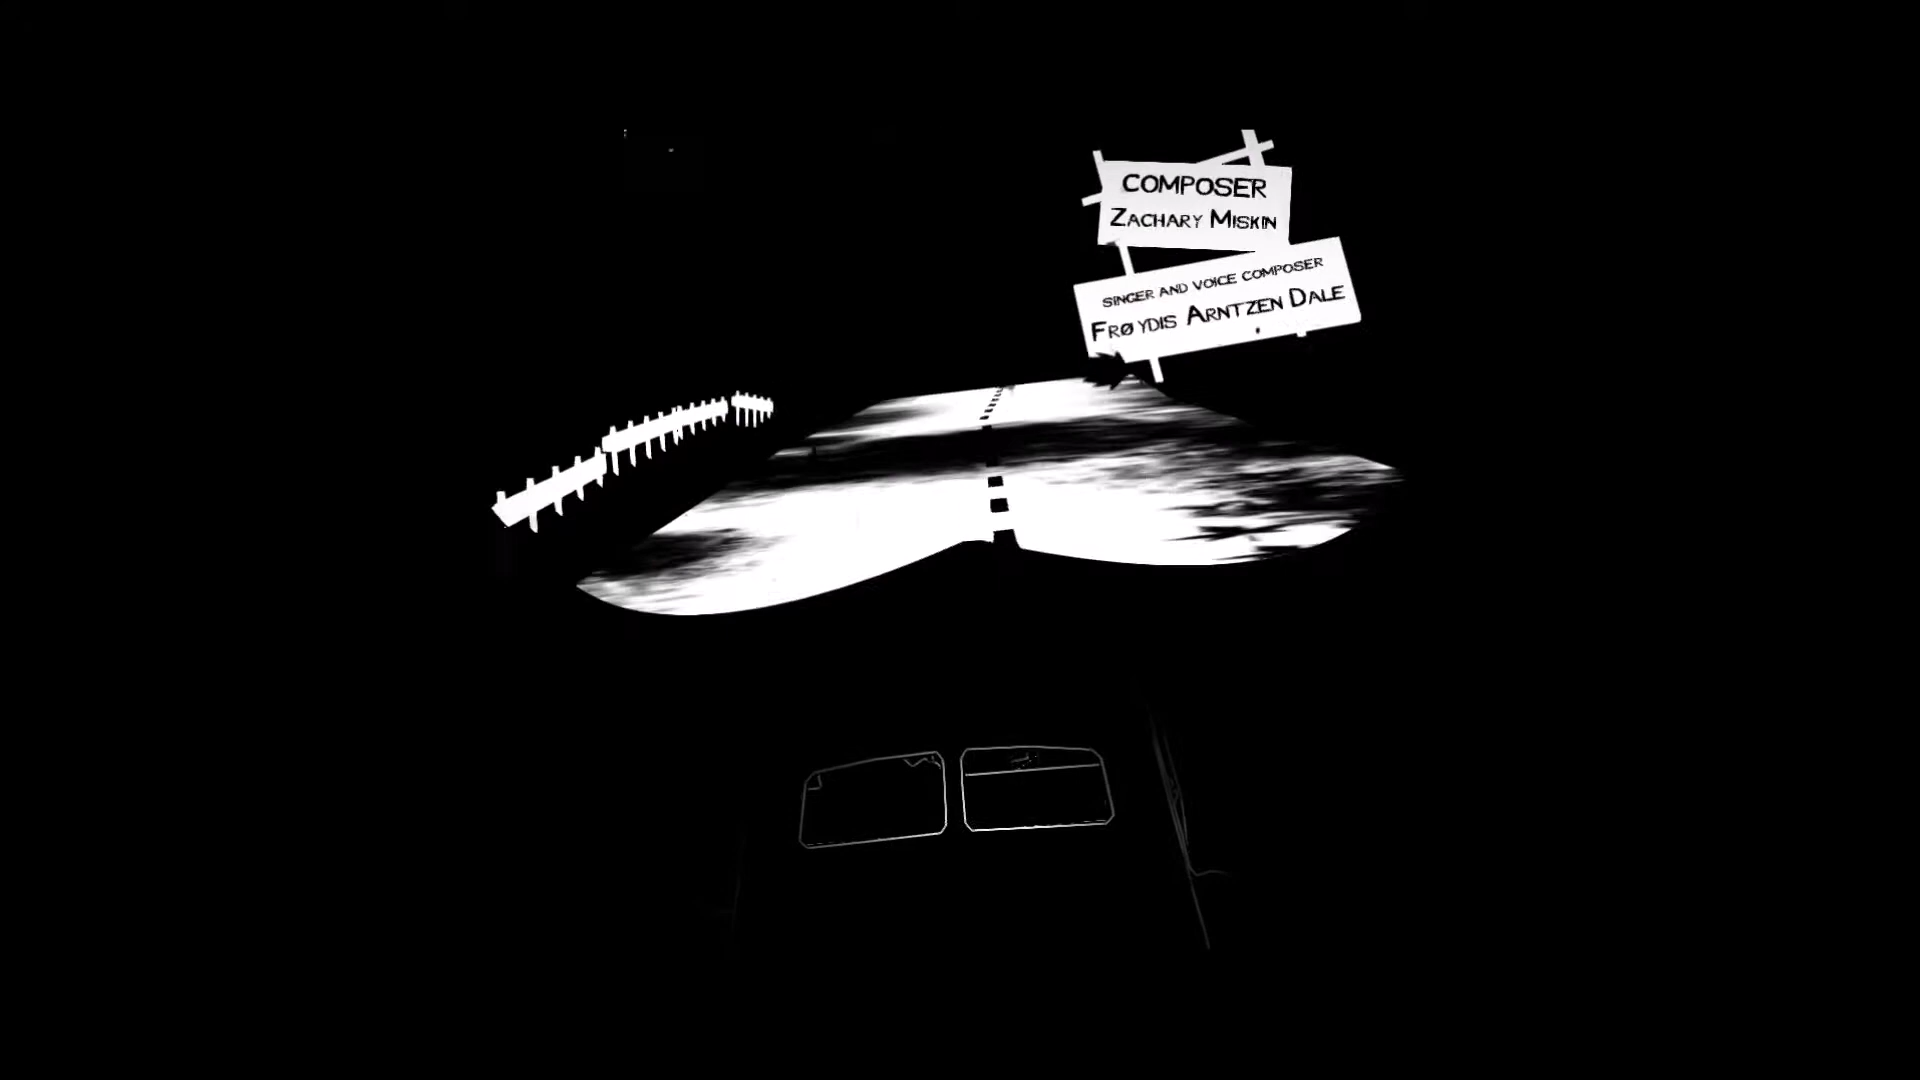 COMPOSER
ZACHARY MISKIN
SINGER AND VOICE COMPOSER
FRØYDIS ARNTZEN DALE